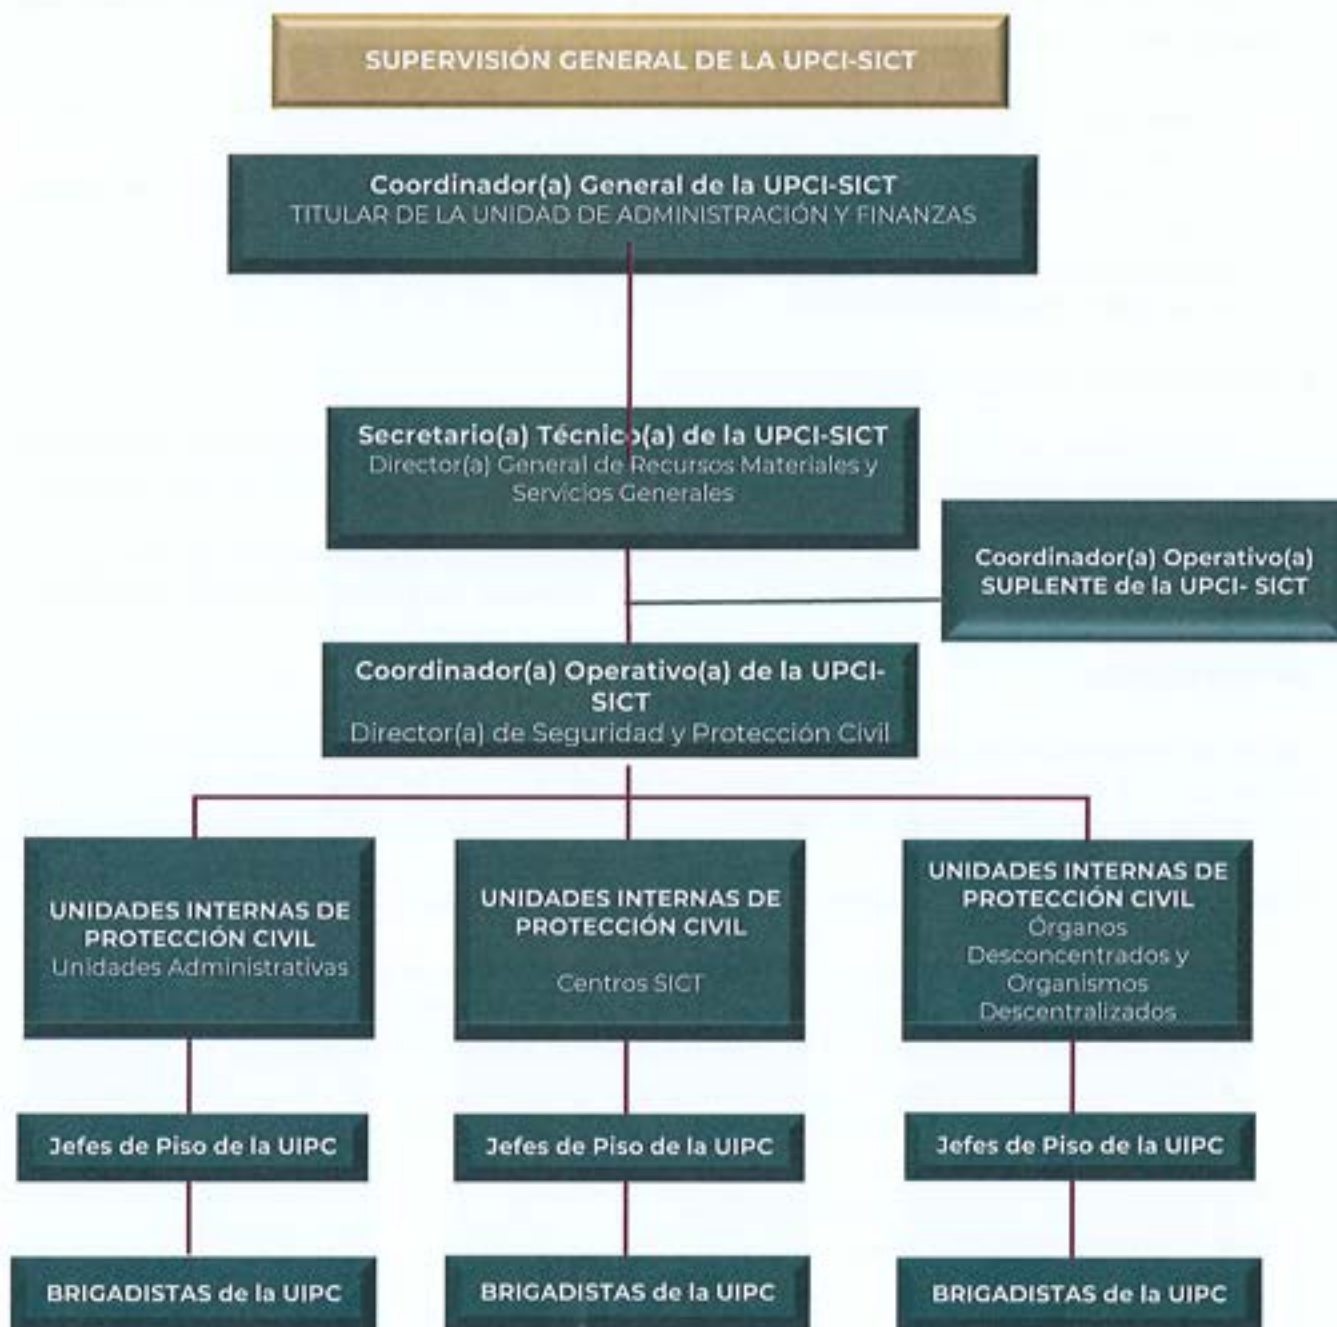 SUPERVISIÓN GENERAL DE LA UPCI-SICT
Coordinador(a) General de la UPCI-SICT
TITULAR DE LA UNIDAD DE ADMINISTRACIÓN Y FINANZAS
Secretario(a) Técnico(a) de la UPCI-SICT
Director(a) General de Recursos Materiales y
Servicios Generales
Coordinador(a) Operativo(a)
SUPLENTE de la UPCI- SICT
Coordinador(a) Operativo(a) de la UPCI-
SICT
Director(a) de Seguridad y Protección Civil
UNIDADES INTERNAS DE
PROTECCIÓN CIVIL
Unidades Administrativas
UNIDADES INTERNAS DE
PROTECCIÓN CIVIL
Centros SICT
UNIDADES INTERNAS DE
PROTECCIÓN CIVIL
Órganos
Desconcentrados y
Organismos
Descentralizados
Jefes de Piso de la UIPC
Jefes de Piso de la UIPC
Jefes de Piso de la UIPC
BRIGADISTAS de la UIPC
BRIGADISTAS de la UIPC
BRIGADISTAS de la UIPC